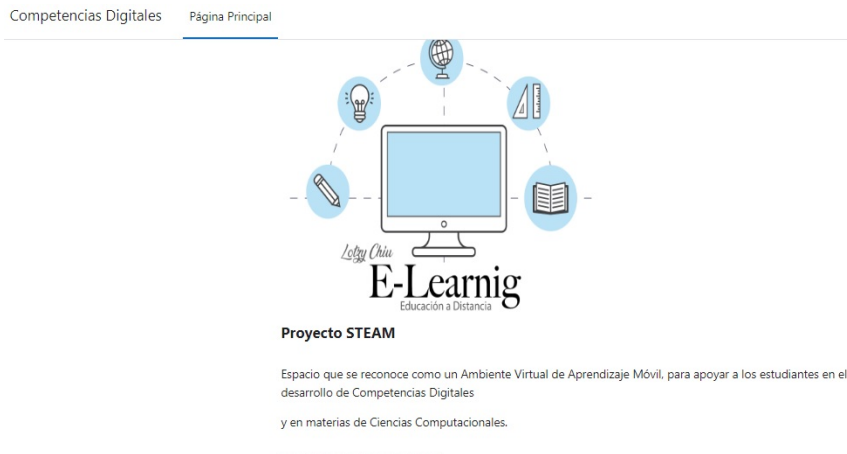 Competencias Digitales
Página Principal
Lotzy Chiu
E-Learnig
Educación a Distancia
Proyecto STEAM
Espacio que se reconoce como un Ambiente Virtual de Aprendizaje Móvil, para apoyar a los estudiantes en el
desarrollo de Competencias Digitales
y en materias de Ciencias Computacionales.